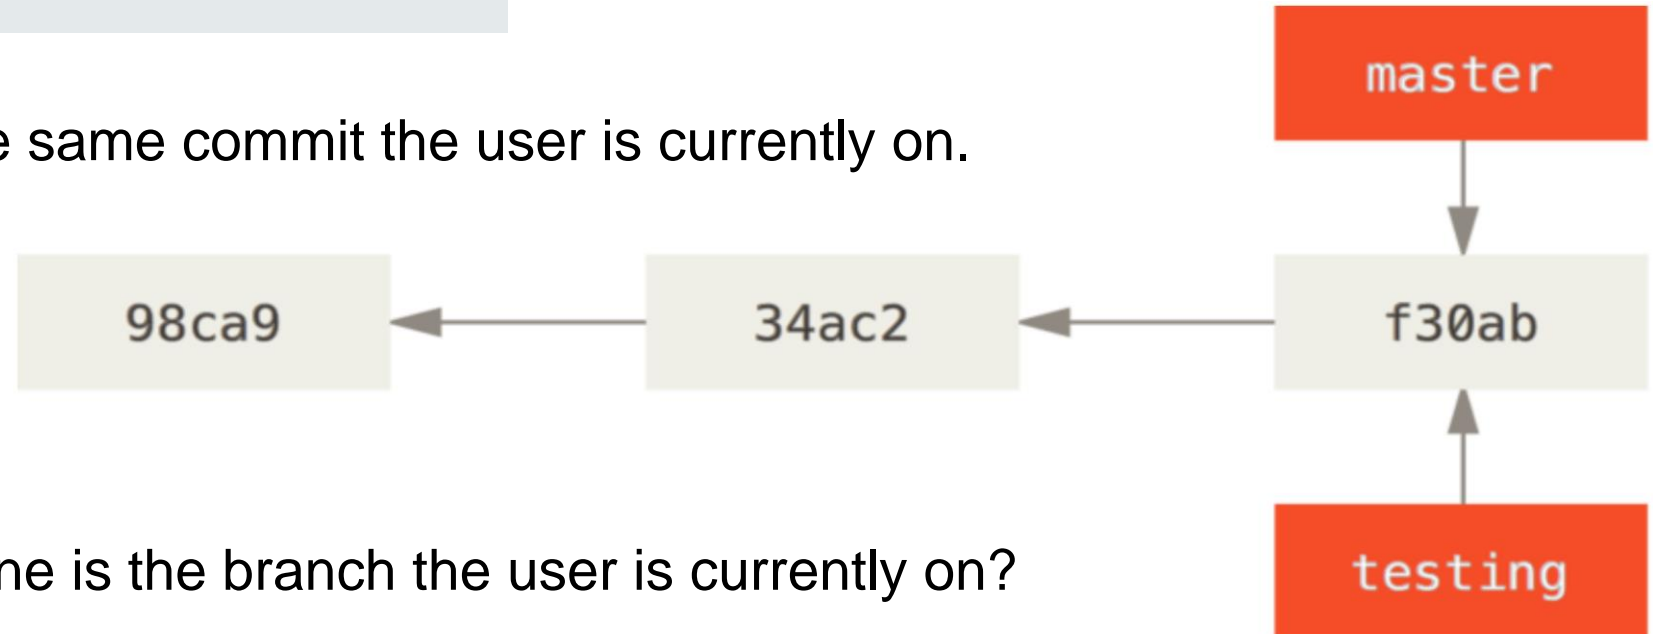 master
same commit the user is currently on.
98ca9 34ac2 f30ab
is the branch the user is currently on?
testing